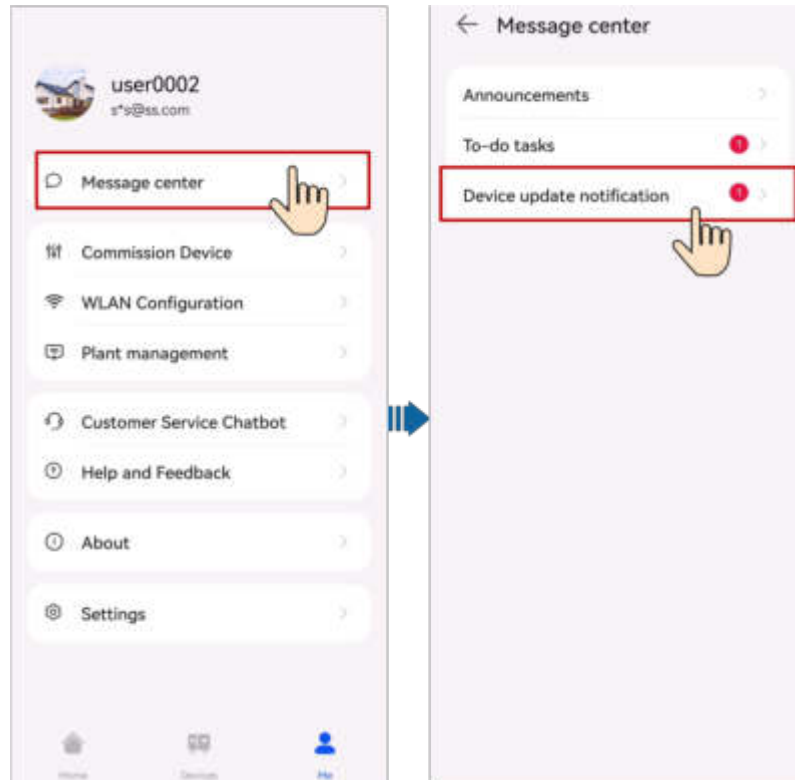 user0002
s*s@ss.com
Message center
Commission Device
WLAN Configuration
Plant management
Customer Service Chatbot
Help and Feedback
About
Settings
Home
Devices
Me
Message center
Announcements
To-do tasks
1
Device update notification
1